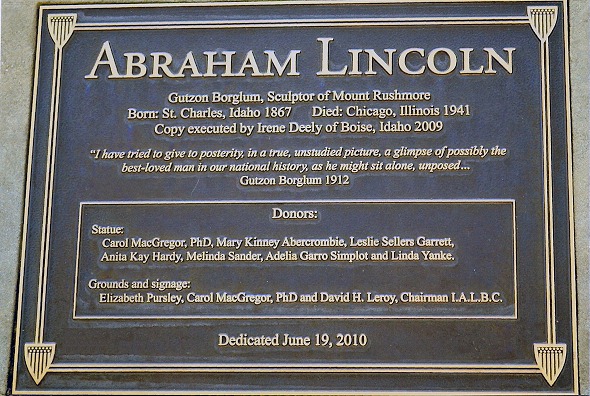 ABRAHAM LINCOLN
Gutzon Borglum, Sculptor of Mount Rushmore
Born: St. Charles, Idaho 1867 Died: Chicago, Illinois 1941
Copy executed by Irene Deely of Boise, Idaho 2009
"I have tried to give to posterity, in a true, unstudied picture, a glimpse of possibly the
best-loved man in our national history, as he might sit alone, unposed...
Gutzon Borglum 1912
Donors:
Statue:
Carol MacGregor, PhD, Mary Kinney Abercrombie, Leslie Sellers Garrett,
Anita Kay Hardy, Melinda Sander, Adelia Garro Simplot and Linda Yanke.
Grounds and signage:
Elizabeth Pursley, Carol MacGregor, PhD and David H. Leroy, Chairman I.A.L.B.C.
Dedicated June 19, 2010